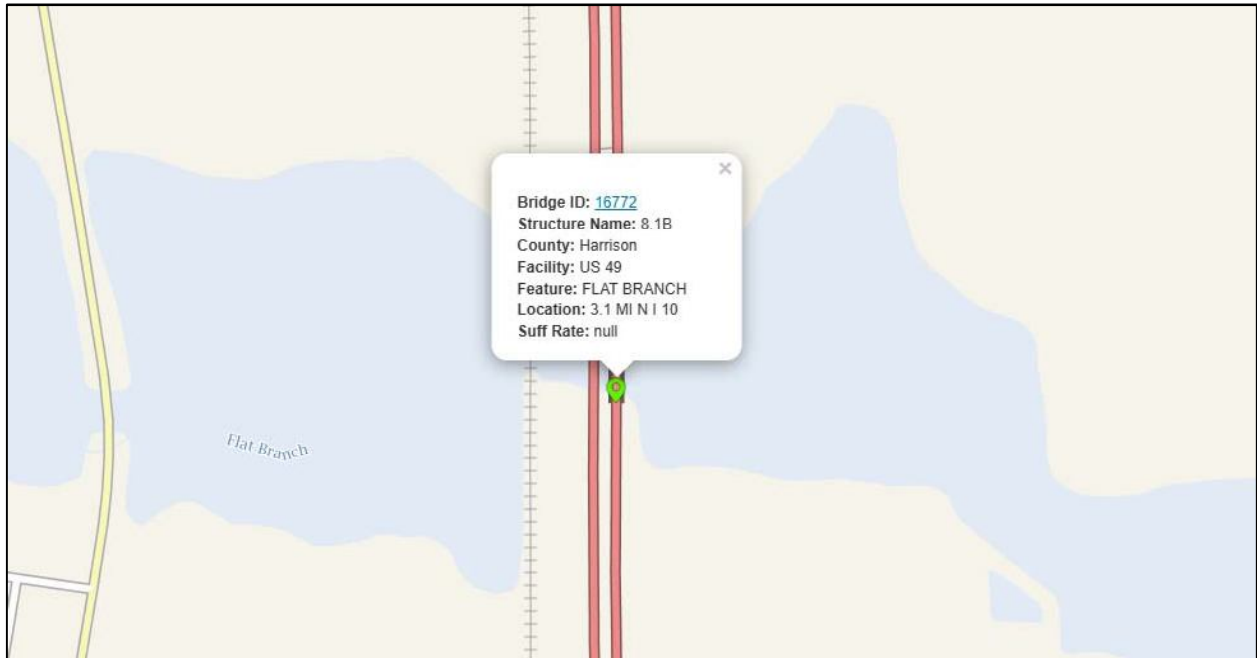 Bridge ID: 16772
Structure Name: 8.1B
County: Harrison
Facility: US 49
Feature: FLAT BRANCH
Location: 3.1 MI N I 10
Suff Rate: null
Flat Branch